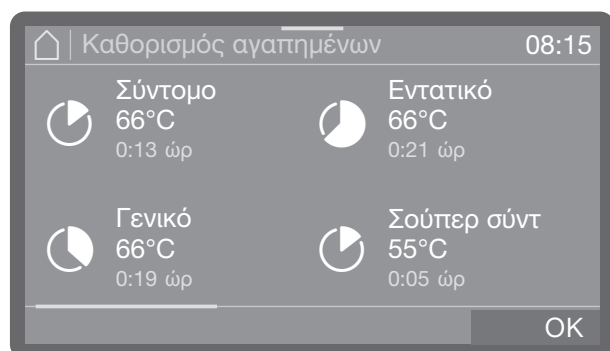 Καθορισμός αγαπημένων 08:15
Σύντομο
66°C
0:13 ώρ
Εντατικό
66°C
0:21 ώρ
Γενικό
66°C
0:19 ώρ
Σούπερ σύντ
55°C
0:05 ώρ
OK